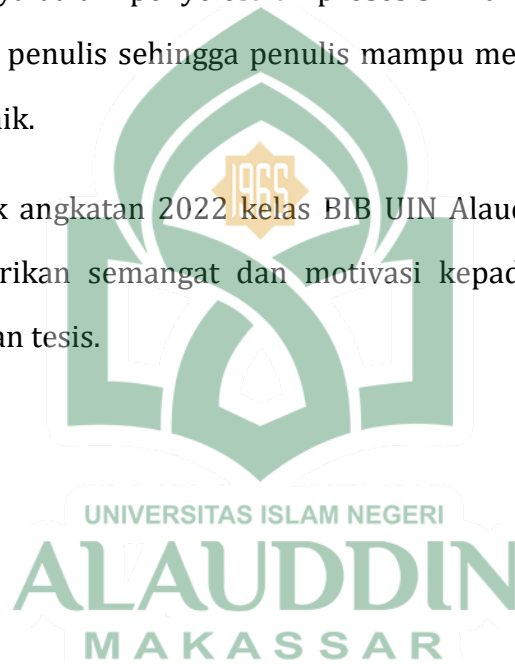 penulis sehingga penulis mampu me
ik.
k angkatan 2022 kelas BIB UIN Alaud
rikan semangat dan motivasi kepad
an tesis.
1965
UNIVERSITAS ISLAM NEGERI
ALAUDDIN
MAKASSAR